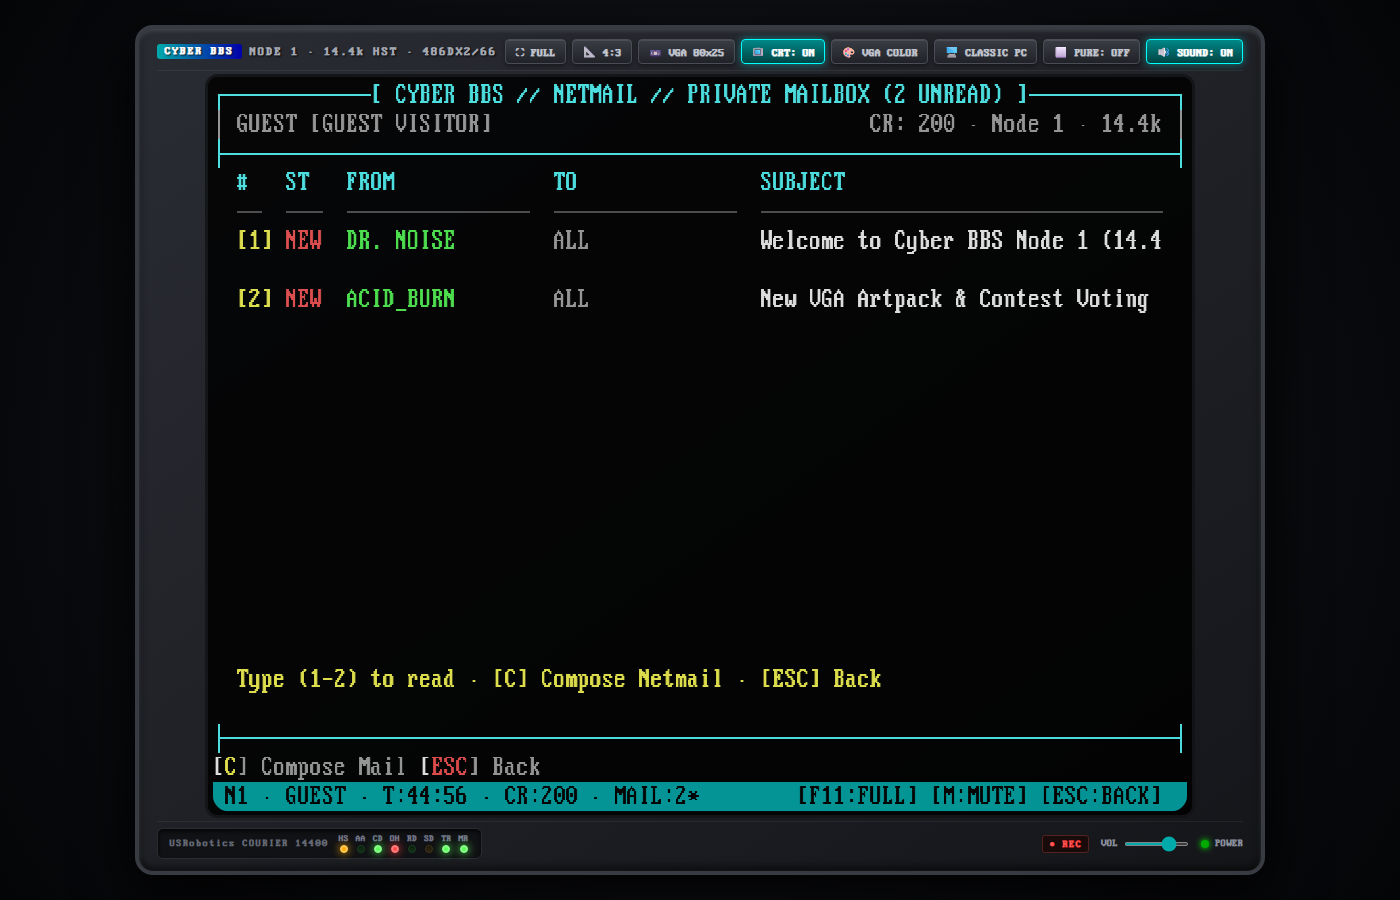 CYBER BBS NODE 1 · 14.4k HST · 486DX2/66 FULL 4:3 VGA 80x25 CRT: ON VGA COLOR CLASSIC PC PURE: OFF SOUND: ON
[ CYBER BBS // NETMAIL // PRIVATE MAILBOX (2 UNREAD) ]
GUEST [GUEST VISITOR] CR: 200 · Node 1 · 14.4k
# ST FROM TO SUBJECT
[1] NEW DR. NOISE ALL Welcome to Cyber BBS Node 1 (14.4
[2] NEW ACID_BURN ALL New VGA Artpack & Contest Voting
Type (1-2) to read · [C] Compose Netmail · [ESC] Back
[C] Compose Mail [ESC] Back
N1 · GUEST · T:44:56 · CR:200 · MAIL:2* [F11:FULL] [M:MUTE] [ESC:BACK]
USRobotics COURIER 14400 HS AA CD OH RD SD TR MR REC VOL POWER